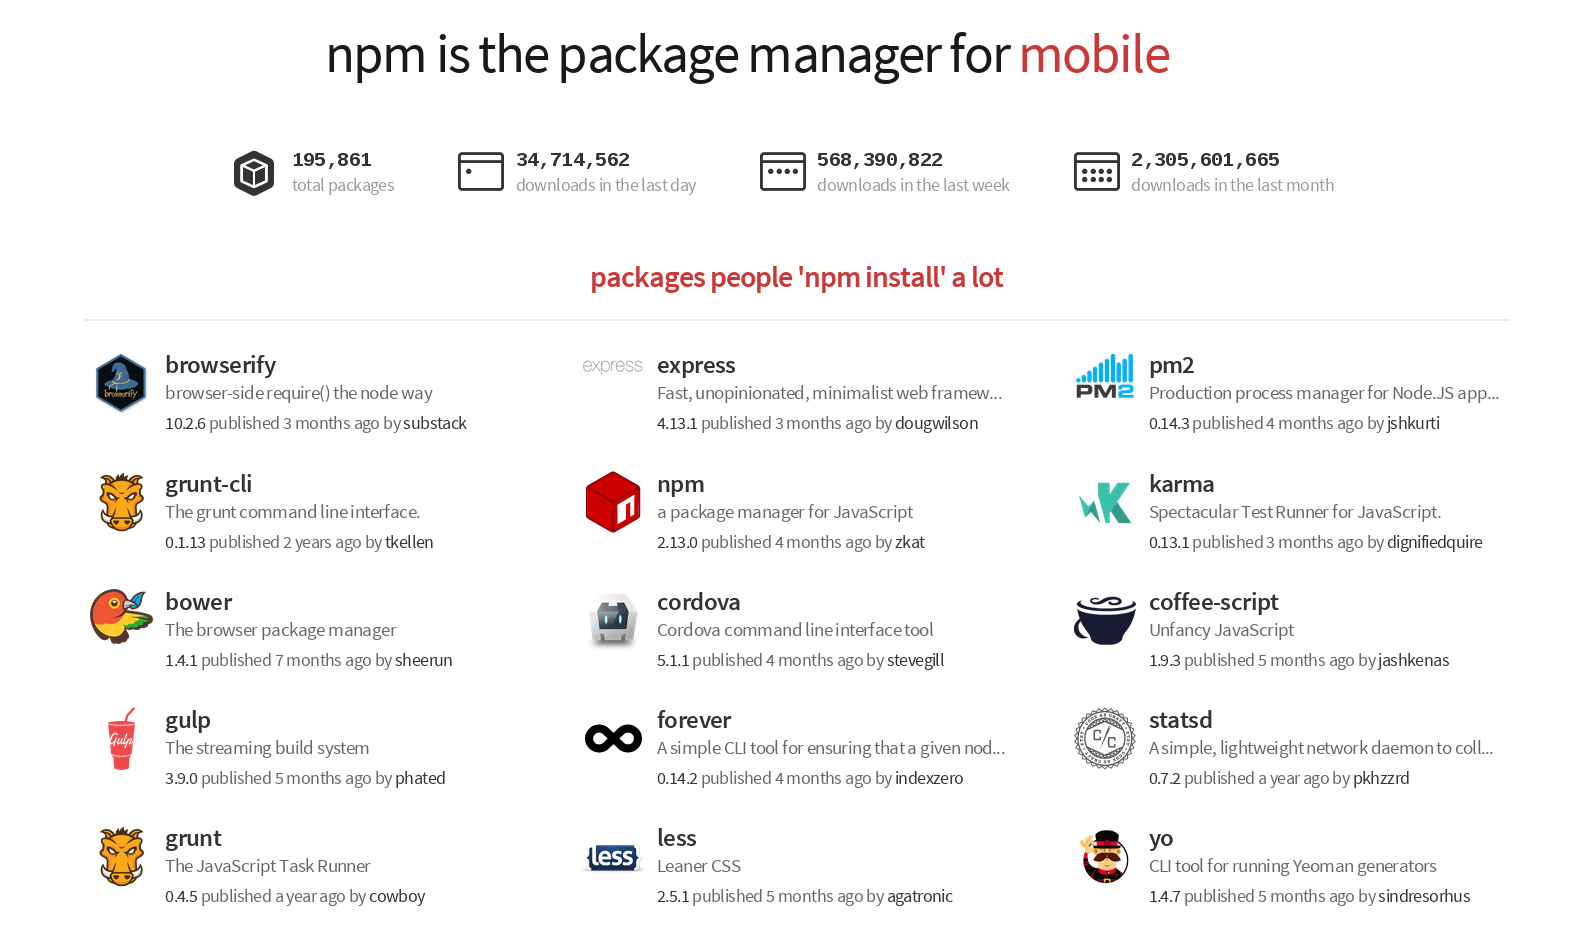 npm is the package manager for mobile
195,861
total packages
34,714,562
downloads in the last day
568,390,822
downloads in the last week
2,305,601,665
downloads in the last month
packages people 'npm install' a lot
browserify
browserify
browser-side require() the node way
10.2.6 published 3 months ago by substack
express
express
Fast, unopinionated, minimalist web framew...
4.13.1 published 3 months ago by dougwilson
PM2
pm2
Production process manager for Node.JS app...
0.14.3 published 4 months ago by jshkurti
grunt-cli
The grunt command line interface.
0.1.13 published 2 years ago by tkellen
n
npm
a package manager for JavaScript
2.13.0 published 4 months ago by zkat
K
karma
Spectacular Test Runner for JavaScript.
0.13.1 published 3 months ago by dignifiedquire
bower
The browser package manager
1.4.1 published 7 months ago by sheerun
cordova
Cordova command line interface tool
5.1.1 published 4 months ago by stevegill
coffee-script
Unfancy JavaScript
1.9.3 published 5 months ago by jashkenas
Gulp
gulp
The streaming build system
3.9.0 published 5 months ago by phated
forever
A simple CLI tool for ensuring that a given nod...
0.14.2 published 4 months ago by indexzero
CODE AS CRAFT
C/C
CODE AS CRAFT
statsd
A simple, lightweight network daemon to coll...
0.7.2 published a year ago by pkhzzrd
grunt
The JavaScript Task Runner
0.4.5 published a year ago by cowboy
less
less
Leaner CSS
2.5.1 published 5 months ago by agatronic
yo
CLI tool for running Yeoman generators
1.4.7 published 5 months ago by sindresorhus